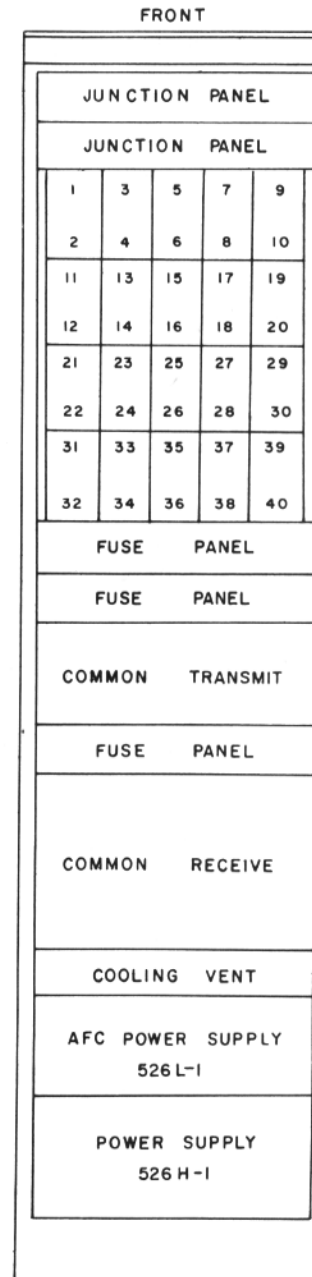 FRONT
JUNCTION PANEL
JUNCTION PANEL
1 3 5 7 9
2 4 6 8 10
11 13 15 17 19
12 14 16 18 20
21 23 25 27 29
22 24 26 28 30
31 33 35 37 39
32 34 36 38 40
FUSE PANEL
FUSE PANEL
COMMON TRANSMIT
FUSE PANEL
COMMON RECEIVE
COOLING VENT
AFC POWER SUPPLY
526L-1
POWER SUPPLY
526H-1